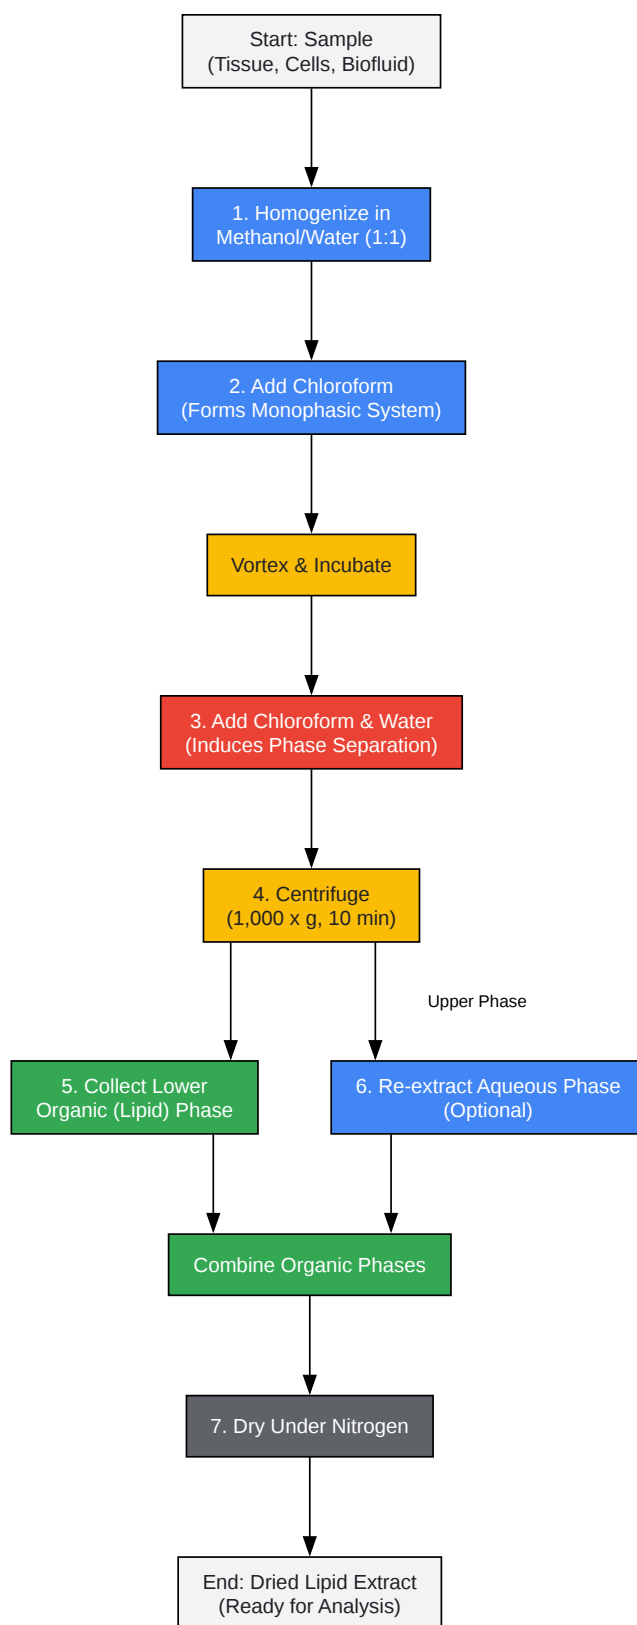 Start: Sample
(Tissue, Cells, Biofluid)
1. Homogenize in
Methanol/Water (1:1)
2. Add Chloroform
(Forms Monophasic System)
Vortex & Incubate
3. Add Chloroform & Water
(Induces Phase Separation)
4. Centrifuge
(1,000 x g, 10 min)
Upper Phase
5. Collect Lower
Organic (Lipid) Phase
6. Re-extract Aqueous Phase
(Optional)
Combine Organic Phases
7. Dry Under Nitrogen
End: Dried Lipid Extract
(Ready for Analysis)